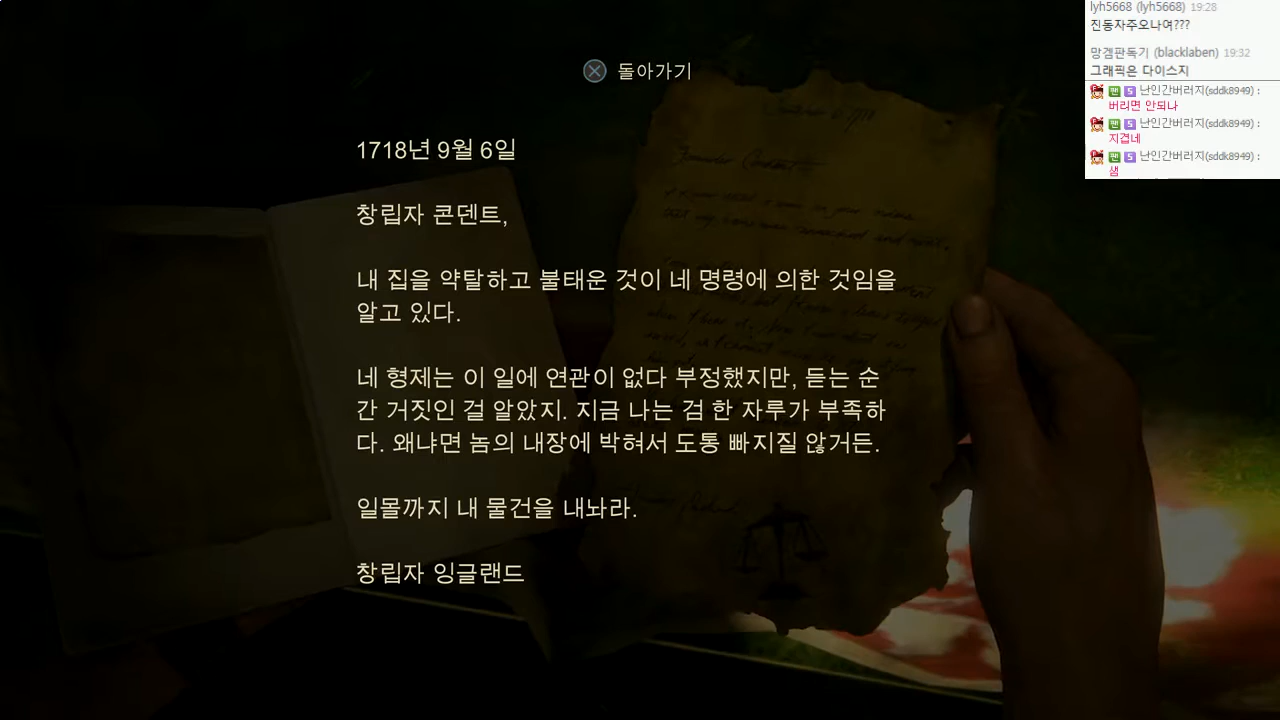 lyh5668 (lyh5668) 19:28
진동자주오나여???
망겜판독기 (blacklaben) 19:32
그래픽은 다이스지
팬 S 난인간버러지(sddk8949) :
버리면 안되나
팬 S 난인간버러지(sddk8949) :
지겹네
팬 S 난인간버러지(sddk8949) :
샘
돌아가기
1718년 9월 6일
창립자 콘덴트,
내 집을 약탈하고 불태운 것이 네 명령에 의한 것임을
알고 있다.
네 형제는 이 일에 연관이 없다 부정했지만, 듣는 순
간 거짓인 걸 알았지. 지금 나는 검 한 자루가 부족하
다. 왜냐면 놈의 내장에 박혀서 도통 빠지질 않거든.
일몰까지 내 물건을 내놔라.
창립자 잉글랜드